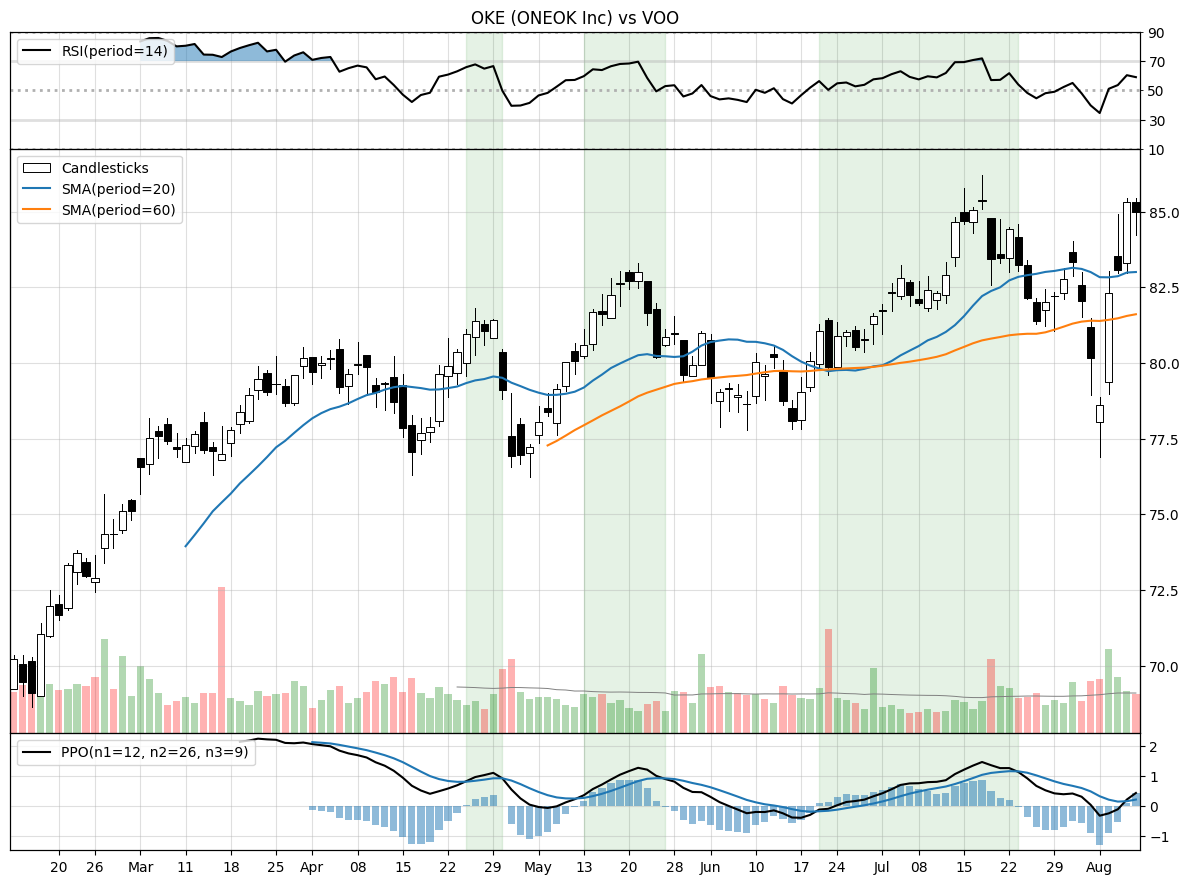 OKE (ONEOK Inc) vs VOO
RSI(period=14)
90
70
50
30
10
Candlesticks
SMA(period=20)
SMA(period=60)
85.0
82.5
80.0
77.5
75.0
72.5
70.0
PPO(n1=12, n2=26, n3=9)
2
1
0
−1
20 26 Mar 11 18 25 Apr 08 15 22 29 May 13 20 28 Jun 10 17 24 Jul 08 15 22 29 Aug